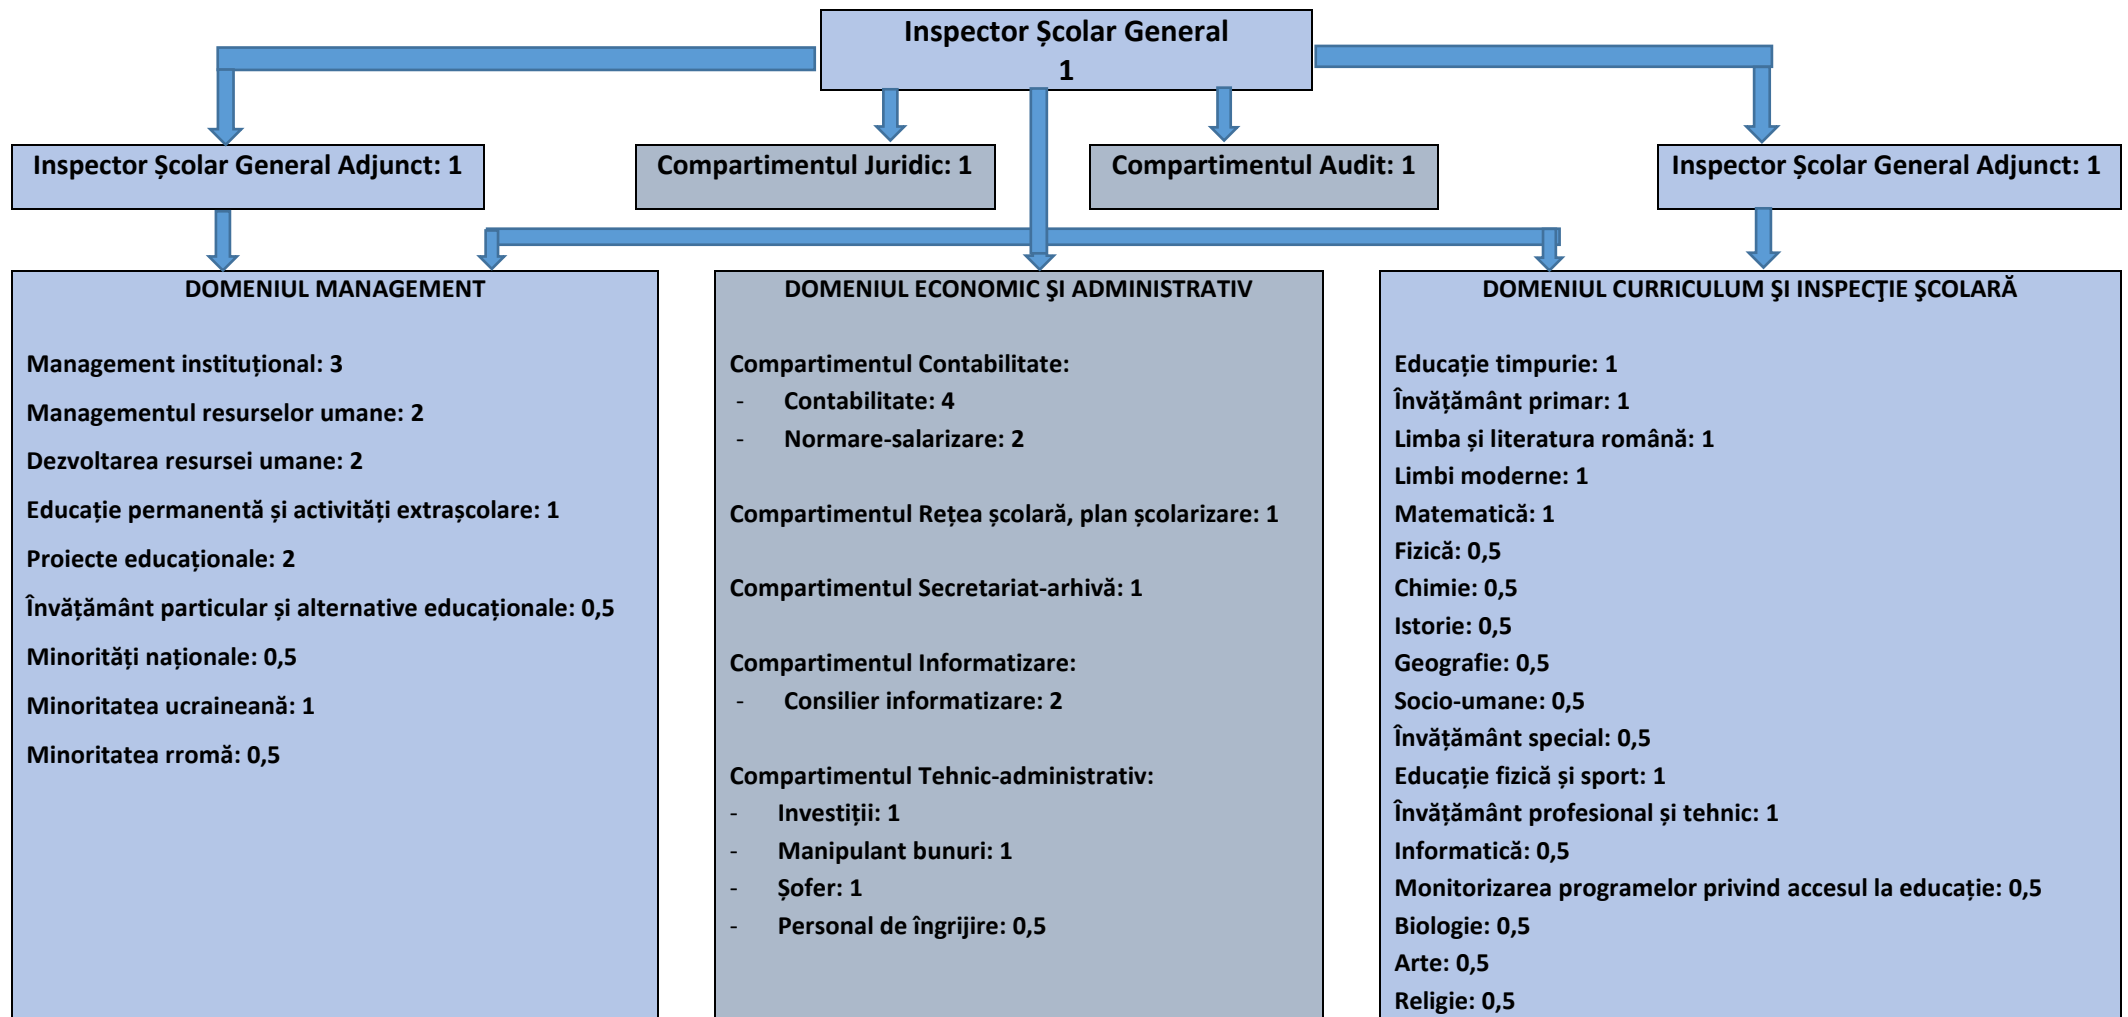 Inspector Școlar General
1
Inspector Școlar General Adjunct: 1
Compartimentul Juridic: 1
Compartimentul Audit: 1
Inspector Școlar General Adjunct: 1
DOMENIUL MANAGEMENT
Management instituțional: 3
Managementul resurselor umane: 2
Dezvoltarea resursei umane: 2
Educație permanentă și activități extrașcolare: 1
Proiecte educaționale: 2
Învățământ particular și alternative educaționale: 0,5
Minorități naționale: 0,5
Minoritatea ucraineană: 1
Minoritatea rromă: 0,5
DOMENIUL ECONOMIC ŞI ADMINISTRATIV
Compartimentul Contabilitate:
- Contabilitate: 4
- Normare-salarizare: 2
Compartimentul Rețea școlară, plan școlarizare: 1
Compartimentul Secretariat-arhivă: 1
Compartimentul Informatizare:
- Consilier informatizare: 2
Compartimentul Tehnic-administrativ:
- Investiții: 1
- Manipulant bunuri: 1
- Șofer: 1
- Personal de îngrijire: 0,5
DOMENIUL CURRICULUM ŞI INSPECŢIE ŞCOLARĂ
Educație timpurie: 1
Învățământ primar: 1
Limba și literatura română: 1
Limbi moderne: 1
Matematică: 1
Fizică: 0,5
Chimie: 0,5
Istorie: 0,5
Geografie: 0,5
Socio-umane: 0,5
Învățământ special: 0,5
Educație fizică și sport: 1
Învățământ profesional și tehnic: 1
Informatică: 0,5
Monitorizarea programelor privind accesul la educație: 0,5
Biologie: 0,5
Arte: 0,5
Religie: 0,5